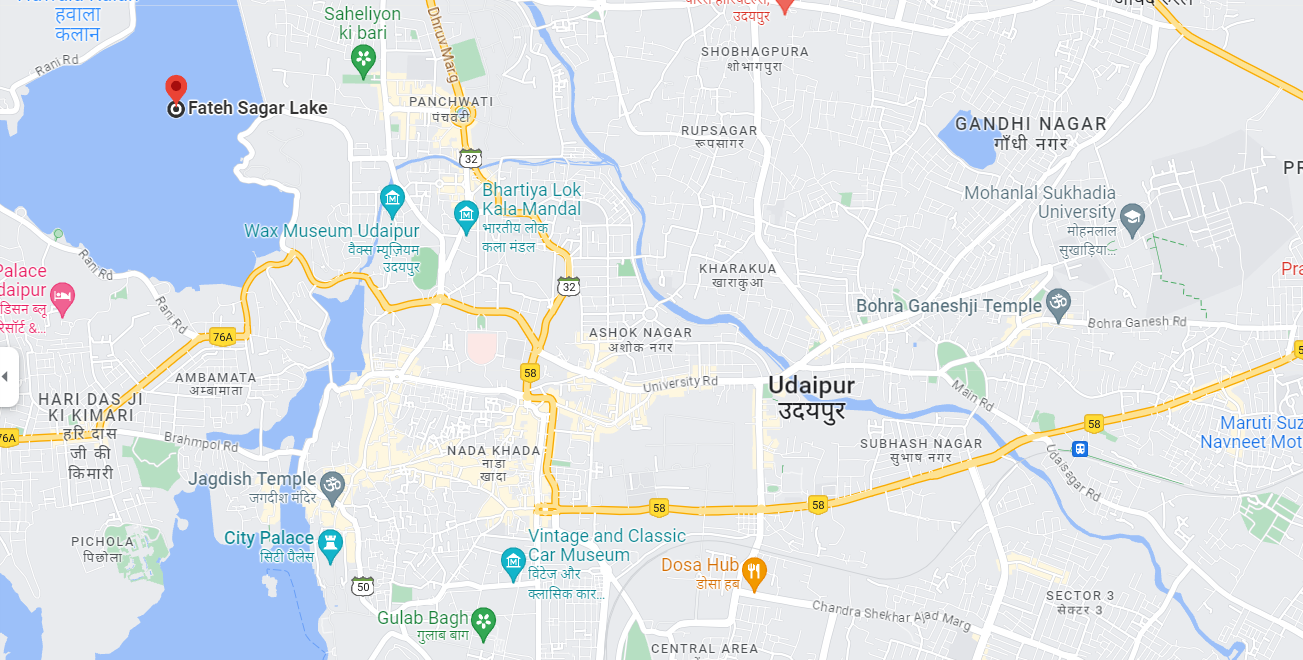 हवाला
कलान
Rani Rd
Fateh Sagar Lake
Saheliyon
ki bari
Dhruv Marg
उदयपुर
PANCHWATI
पंचवटी
32
SHOBHAGPURA
शोभागपुरा
RUPSAGAR
रूपसागर
GANDHI NAGAR
गाँधी नगर
Mohanlal Sukhadia
University
मोहनलाल
सुखाड़िया...
Bhartiya Lok
Kala Mandal
भारतीय लोक
कला मंडल
Wax Museum Udaipur
वैक्स म्यूज़ियम
उदयपुर
Rani Rd
Palace
Rani Rd
76A
32
KHARAKUA
खाराकुआ
Bohra Ganeshji Temple
Bohra Ganesh Rd
ASHOK NAGAR
अशोक नगर
58
University Rd
Udaipur
उदयपुर
Main Rd
AMBAMATA
अम्बामाता
HARI DAS JI
KI KIMARI
हरि दास
जी की
किमारी
76A
Brahmpol Rd
58
Maruti Suz
Navneet Mot
SUBHASH NAGAR
सुभाष नगर
Udaisagar Rd
NADA KHADA
नाडा
खादा
Jagdish Temple
जगदीश मंदिर
58
58
City Palace
सिटी पैलेस
PICHOLA
पिछोला
Vintage and Classic
Car Museum
विंटेज और
क्लासिक कार...
Dosa Hub
डोसा हब
50
Gulab Bagh
गुलाब बाग
Chandra Shekhar Azad Marg
SECTOR 3
सेक्टर 3
CENTRAL AREA